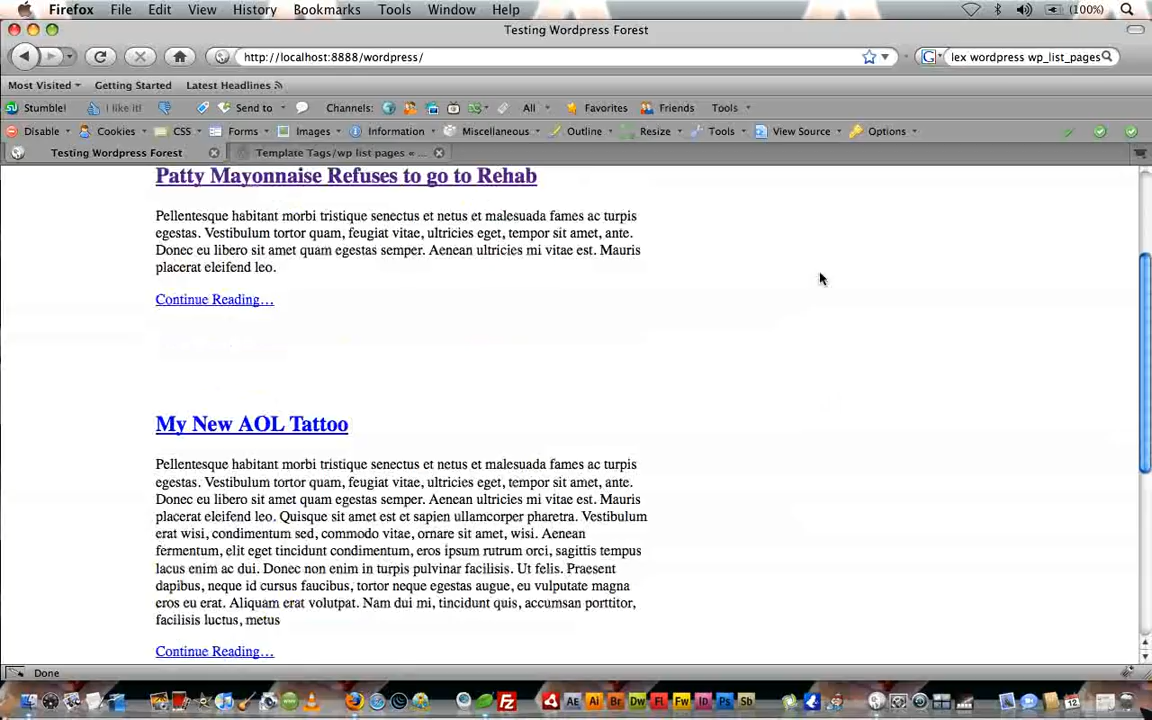 Firefox File Edit View History Bookmarks Tools Window Help (100%)
Testing Wordpress Forest
http://localhost:8888/wordpress/ lex wordpress wp_list_pages
Most Visited Getting Started Latest Headlines
Stumble! I like it! Send to Channels: All Favorites Friends Tools
Disable Cookies CSS Forms Images Information Miscellaneous Outline Resize Tools View Source Options
Testing Wordpress Forest Template Tags/wp list pages « ...
Patty Mayonnaise Refuses to go to Rehab
Pellentesque habitant morbi tristique senectus et netus et malesuada fames ac turpis
egestas. Vestibulum tortor quam, feugiat vitae, ultricies eget, tempor sit amet, ante.
Donec eu libero sit amet quam egestas semper. Aenean ultricies mi vitae est. Mauris
placerat eleifend leo.
Continue Reading...
My New AOL Tattoo
Pellentesque habitant morbi tristique senectus et netus et malesuada fames ac turpis
egestas. Vestibulum tortor quam, feugiat vitae, ultricies eget, tempor sit amet, ante.
Donec eu libero sit amet quam egestas semper. Aenean ultricies mi vitae est. Mauris
placerat eleifend leo. Quisque sit amet est et sapien ullamcorper pharetra. Vestibulum
erat wisi, condimentum sed, commodo vitae, ornare sit amet, wisi. Aenean
fermentum, elit eget tincidunt condimentum, eros ipsum rutrum orci, sagittis tempus
lacus enim ac dui. Donec non enim in turpis pulvinar facilisis. Ut felis. Praesent
dapibus, neque id cursus faucibus, tortor neque egestas augue, eu vulputate magna
eros eu erat. Aliquam erat volutpat. Nam dui mi, tincidunt quis, accumsan porttitor,
facilisis luctus, metus
Continue Reading...
Done
Fz AE Ai Br Dw Fl Fw Id Ps Sb 12